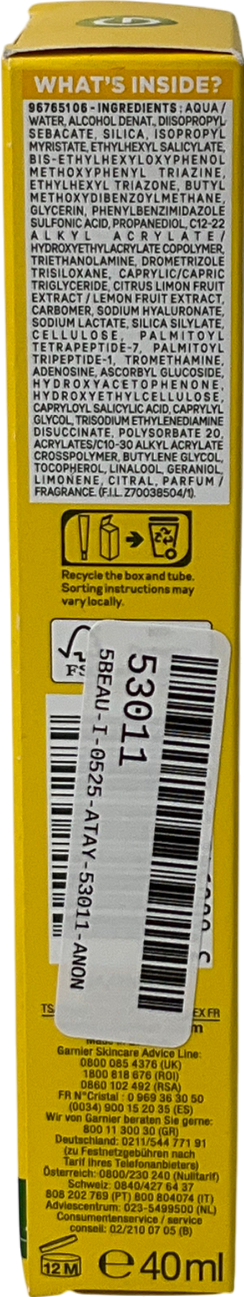 WHAT'S INSIDE?
96765106 - INGREDIENTS: AQUA /
WATER, ALCOHOL DENAT., DIISOPROPYL
SEBACATE, SILICA, ISOPROPYL
MYRISTATE, ETHYLHEXYL SALICYLATE,
BIS-ETHYLHEXYLOXYPHENOL
METHOXYPHENYL TRIAZINE,
ETHYLHEXYL TRIAZONE, BUTYL
METHOXYDIBENZOYLMETHANE,
GLYCERIN, PHENYLBENZIMIDAZOLE
SULFONIC ACID, PROPANEDIOL, C12-22
ALKYL ACRYLATE /
HYDROXYETHYLACRYLATE COPOLYMER,
TRIETHANOLAMINE, DROMETRIZOLE
TRISILOXANE, CAPRYLIC/CAPRIC
TRIGLYCERIDE, CITRUS LIMON FRUIT
EXTRACT / LEMON FRUIT EXTRACT,
CARBOMER, SODIUM HYALURONATE,
SODIUM LACTATE, SILICA SILYLATE,
CELLULOSE, PALMITOYL
TETRAPEPTIDE-7, PALMITOYL
TRIPEPTIDE-1, TROMETHAMINE,
ADENOSINE, ASCORBYL GLUCOSIDE,
HYDROXYACETOPHENONE,
HYDROXYETHYLCELLULOSE,
CAPRYLOYL SALICYLIC ACID, CAPRYLYL
GLYCOL, TRISODIUM ETHYLENEDIAMINE
DISUCCINATE, POLYSORBATE 20,
ACRYLATES/C10-30 ALKYL ACRYLATE
CROSSPOLYMER, BUTYLENE GLYCOL,
TOCOPHEROL, LINALOOL, GERANIOL,
LIMONENE, CITRAL, PARFUM /
FRAGRANCE. (F.I.L. Z70038504/1).
Recycle the box and tube.
Sorting instructions may
vary locally.
FS
53011
5BEAU-I-0525-ATAY-53011-ANON
TS
EX FR
m
Made in
Garnier Skincare Advice Line:
0800 085 4376 (UK)
1800 818 676 (ROI)
0860 102 492 (RSA)
FR N°Cristal : 0 969 36 30 50
(0034) 900 15 20 35 (ES)
Wir von Garnier beraten Sie gerne:
800 11 300 30 (GR)
Deutschland: 0211/544 771 91
(zu Festnetzgebühren nach
Tarif Ihres Telefonanbieters)
Österreich: 0800/230 240 (Nulltarif)
Schweiz: 0840/427 64 37
808 202 769 (PT) 800 804074 (IT)
Adviescentrum: 023-5499500 (NL)
Consumentenservice / service
conseil: 02/210 07 05 (B)
12 M
e 40ml